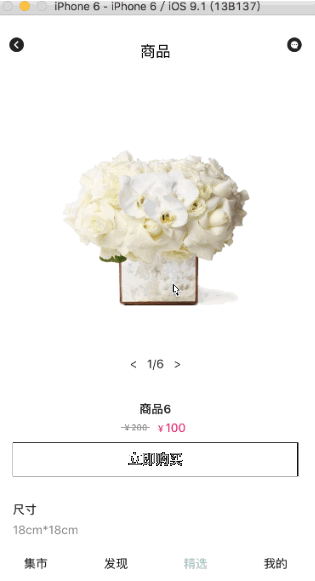 iPhone 6 - iPhone 6 / iOS 9.1 (13B137)
商品
< 1/6 >
商品6
¥200 ¥100
立即购买
尺寸
18cm*18cm
集市 发现 精选 我的